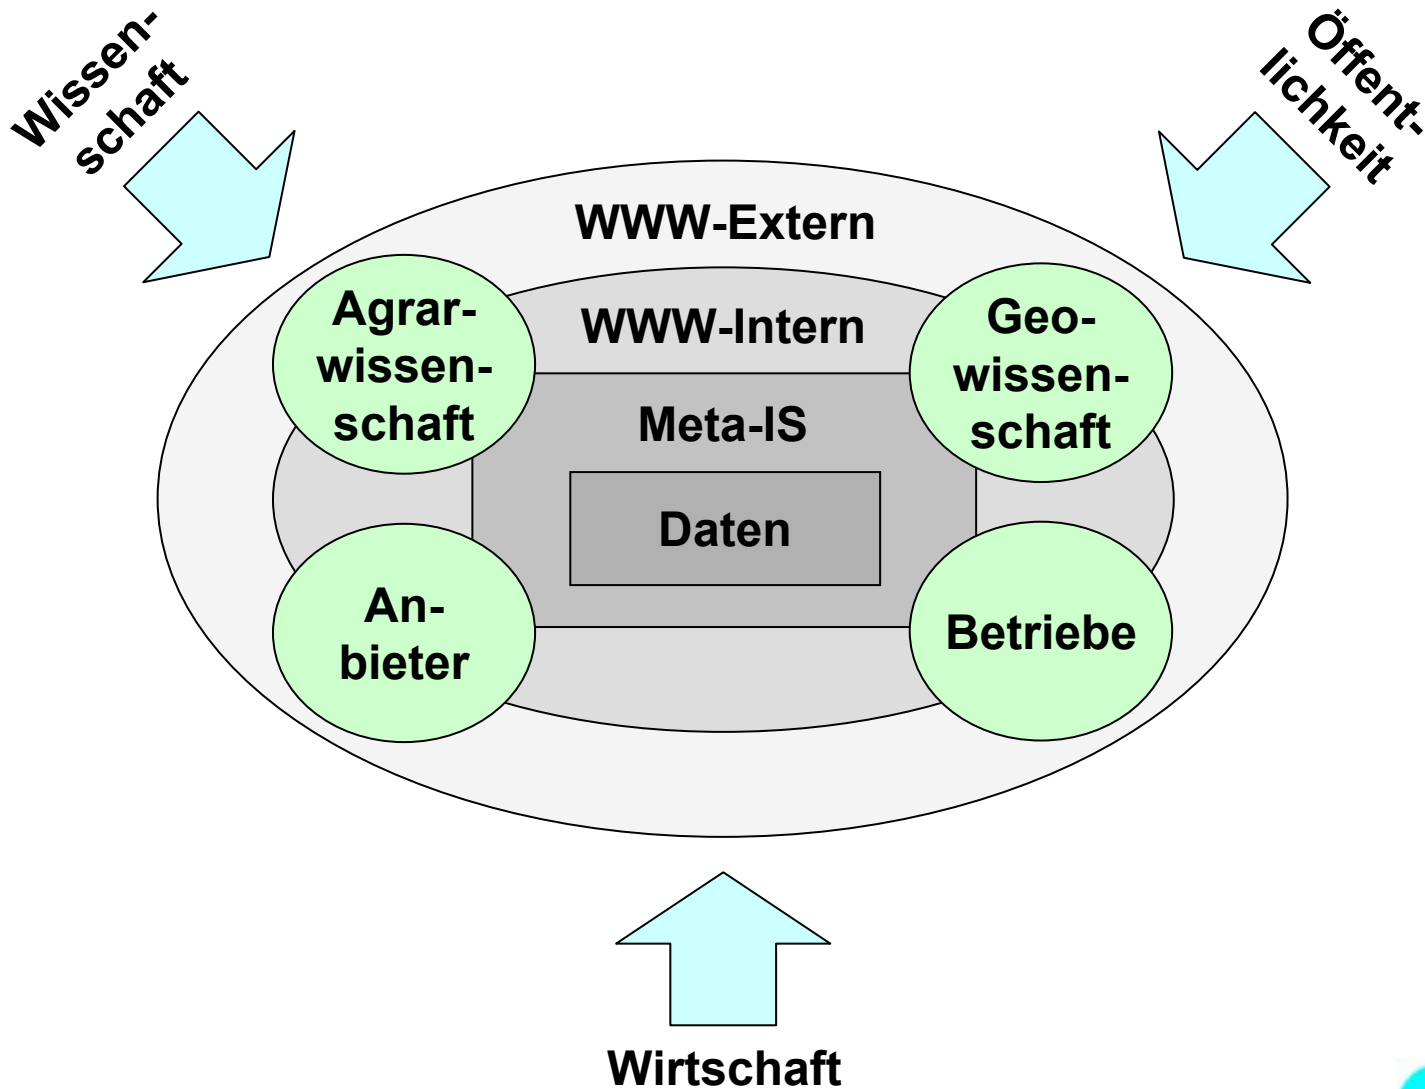 Wissen-
schaft
Öffent-
lichkeit
WWW-Extern
Agrar-
wissen-
schaft
WWW-Intern
Geo-
wissen-
schaft
Meta-IS
Daten
An-
bieter
Betriebe
Wirtschaft